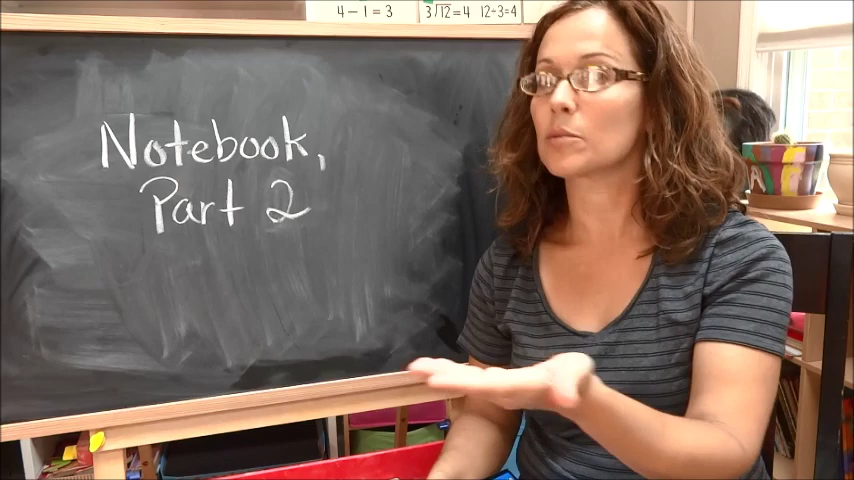 4 − 1 = 3
3√12 = 4 12÷3=4
Notebook,
Part 2